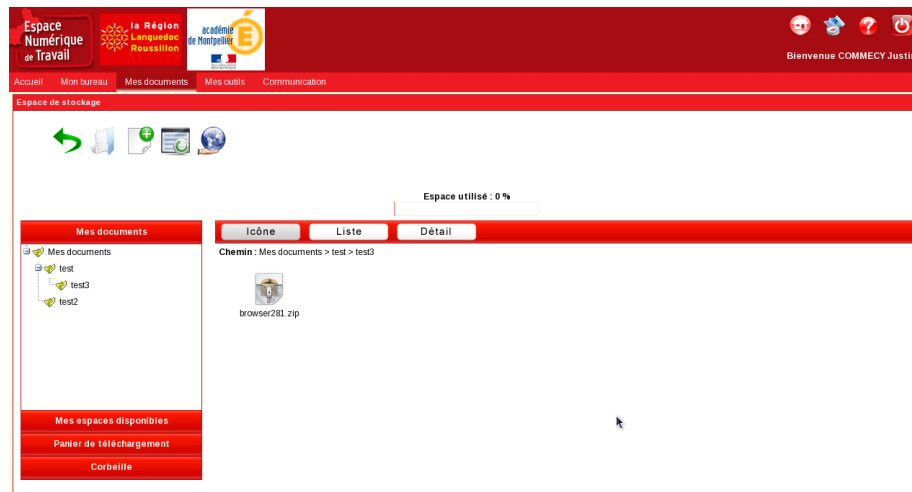 Espace
Numérique
de Travail
la Région
Languedoc
Roussillon
académie
de Montpellier
E
Bienvenue COMMECY Justi
Accueil Mon bureau Mes documents Mes outils Communication
Espace de stockage
Espace utilisé : 0 %
Mes documents
Icône Liste Détail
Mes documents
Chemin : Mes documents > test > test3
test
test3
test2
browser281.zip
Mes espaces disponibles
Panier de téléchargement
Corbeille